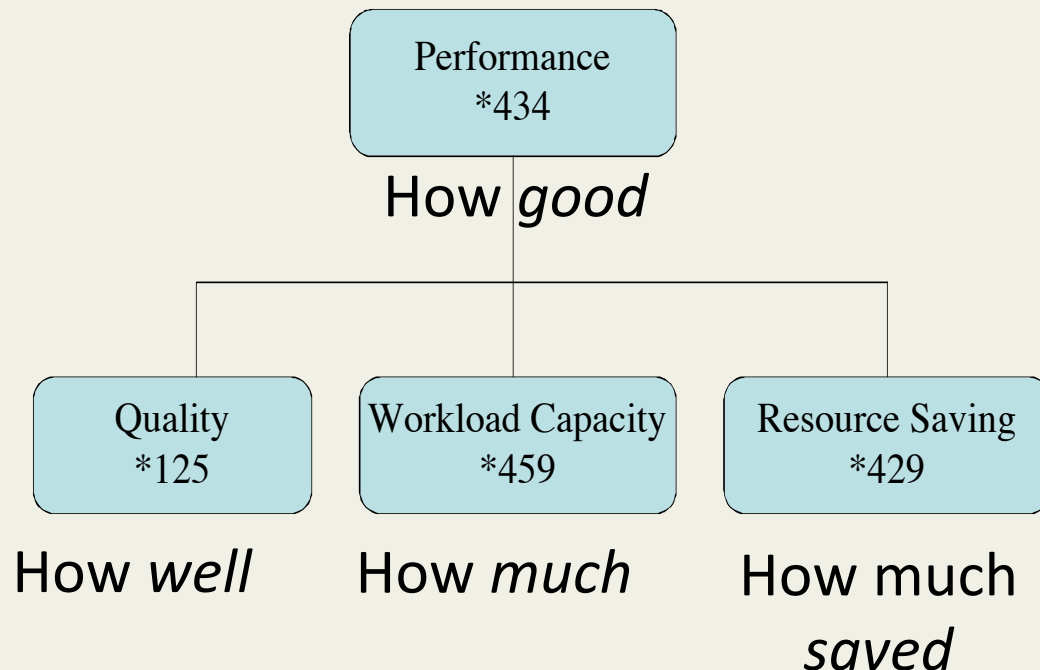 Performance
*434
How good
Quality
*125
Workload Capacity
*459
Resource Saving
*429
How well
How much
How much
saved